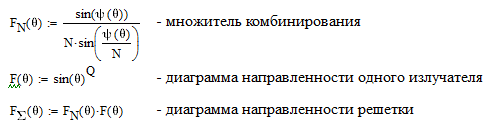 F_N(θ) := sin(ψ(θ)) / (N·sin(ψ(θ)/N)) - множитель комбинирования
F(θ) := sin(θ)^Q - диаграмма направленности одного излучателя
F_Σ(θ) := F_N(θ)·F(θ) - диаграмма направленности решетки